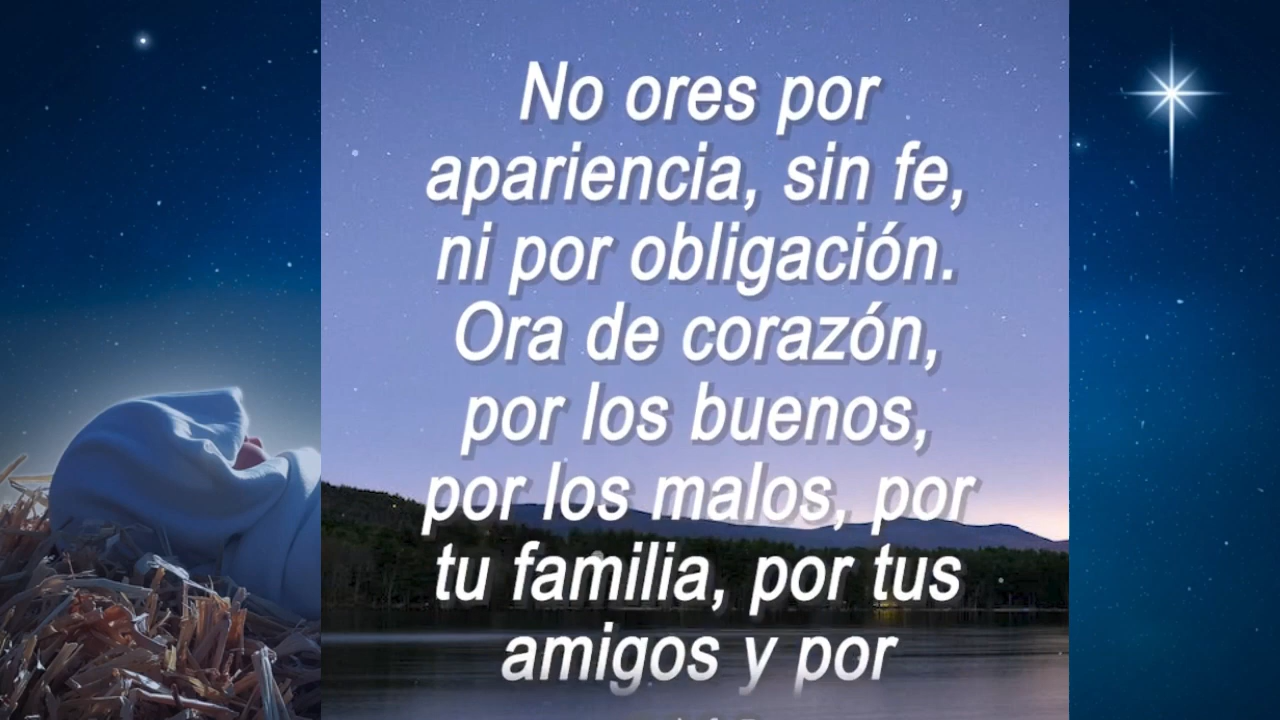 No ores por
apariencia, sin fe,
ni por obligación.
Ora de corazón,
por los buenos,
por los malos, por
tu familia, por tus
amigos y por